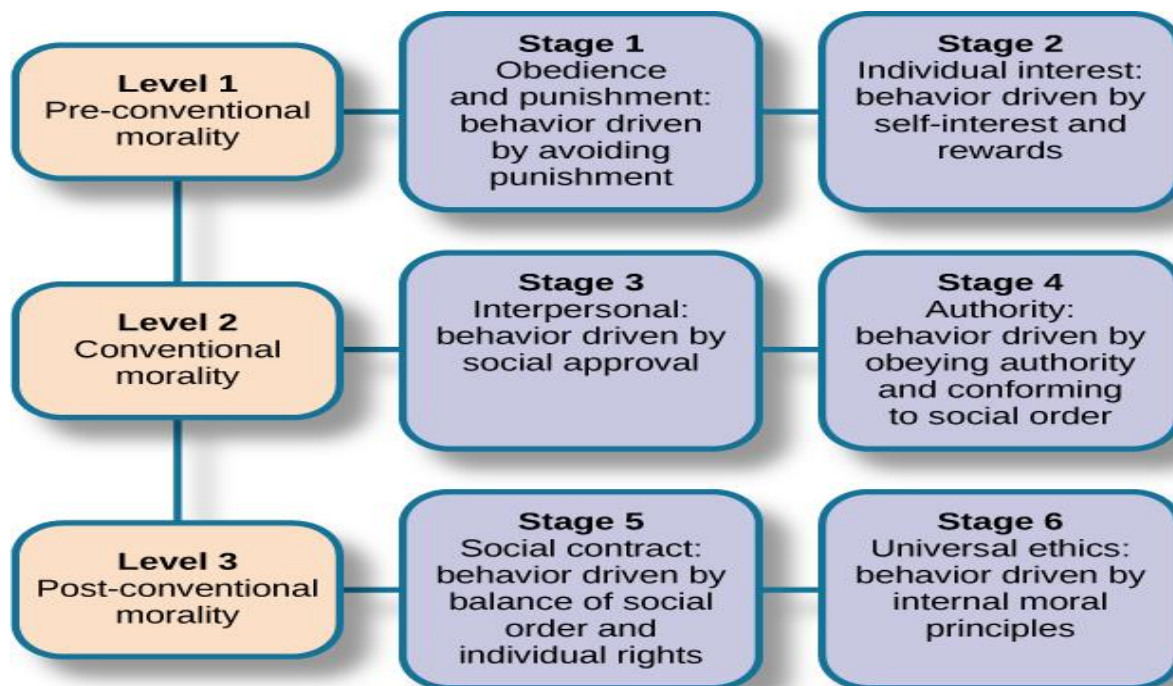 Level 1
Pre-conventional
morality
Stage 1
Obedience
and punishment:
behavior driven
by avoiding
punishment
Stage 2
Individual interest:
behavior driven by
self-interest and
rewards
Level 2
Conventional
morality
Stage 3
Interpersonal:
behavior driven by
social approval
Stage 4
Authority:
behavior driven by
obeying authority
and conforming
to social order
Level 3
Post-conventional
morality
Stage 5
Social contract:
behavior driven by
balance of social
order and
individual rights
Stage 6
Universal ethics:
behavior driven by
internal moral
principles